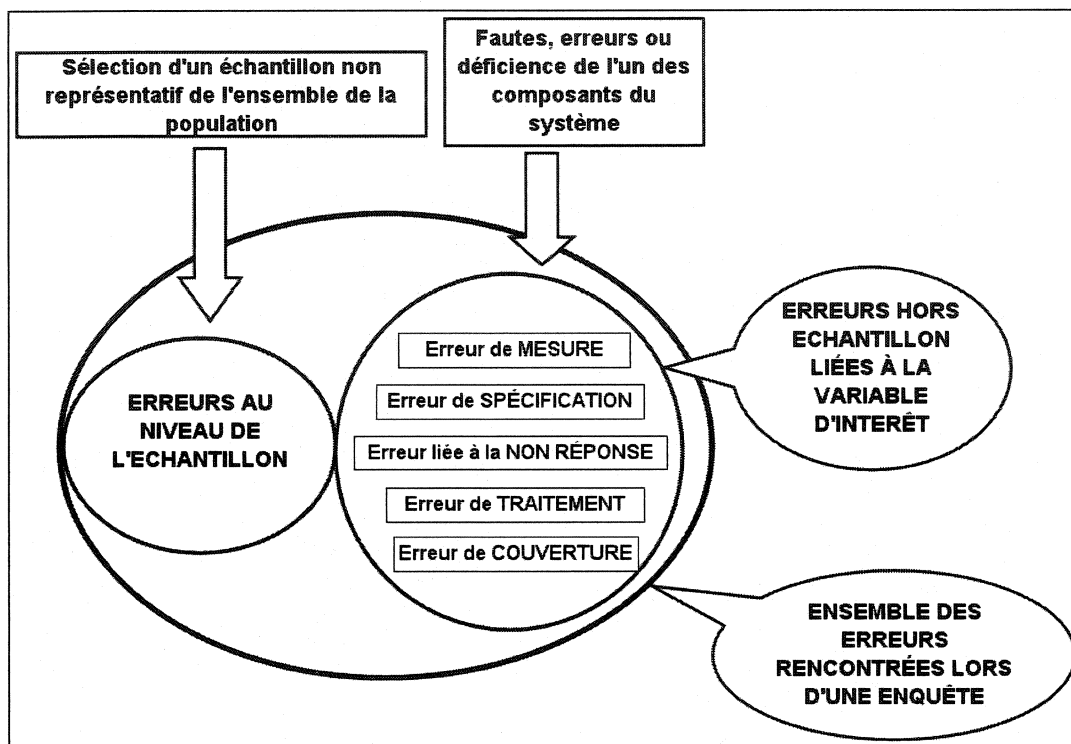 Sélection d'un échantillon non
représentatif de l'ensemble de la
population
Fautes, erreurs ou
déficience de l'un des
composants du
système
ERREURS AU
NIVEAU DE
L'ECHANTILLON
Erreur de MESURE
Erreur de SPÉCIFICATION
Erreur liée à la NON RÉPONSE
Erreur de TRAITEMENT
Erreur de COUVERTURE
ERREURS HORS
ECHANTILLON
LIÉES À LA
VARIABLE
D'INTERÊT
ENSEMBLE DES
ERREURS
RENCONTRÉES LORS
D'UNE ENQUÊTE